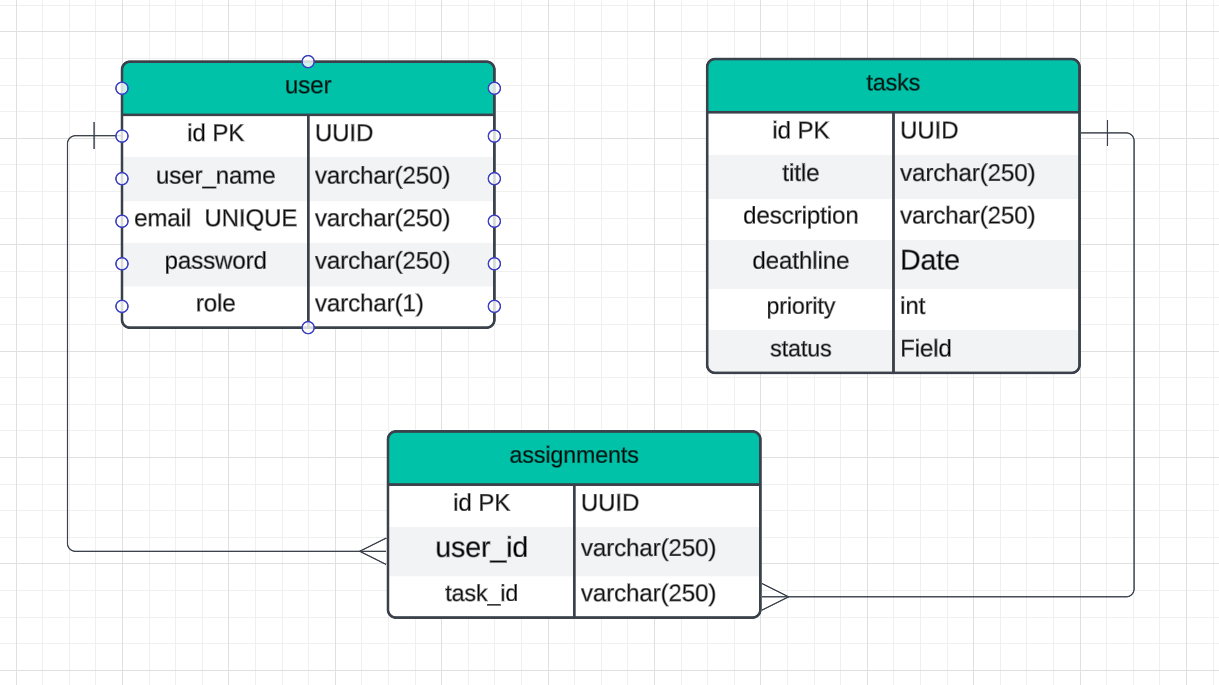 user
id PK UUID
user_name varchar(250)
email UNIQUE varchar(250)
password varchar(250)
role varchar(1)
tasks
id PK UUID
title varchar(250)
description varchar(250)
deathline Date
priority int
status Field
assignments
id PK UUID
user_id varchar(250)
task_id varchar(250)